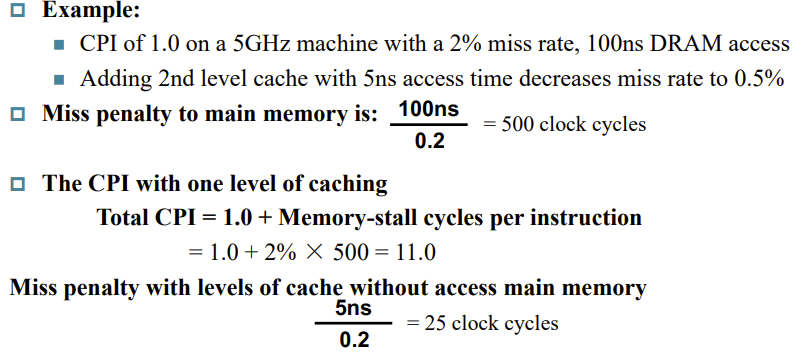 Example:
CPI of 1.0 on a 5GHz machine with a 2% miss rate, 100ns DRAM access
Adding 2nd level cache with 5ns access time decreases miss rate to 0.5%
Miss penalty to main memory is: 100ns
= 500 clock cycles
0.2
The CPI with one level of caching
Total CPI = 1.0 + Memory-stall cycles per instruction
= 1.0 + 2% × 500 = 11.0
Miss penalty with levels of cache without access main memory
5ns
= 25 clock cycles
0.2